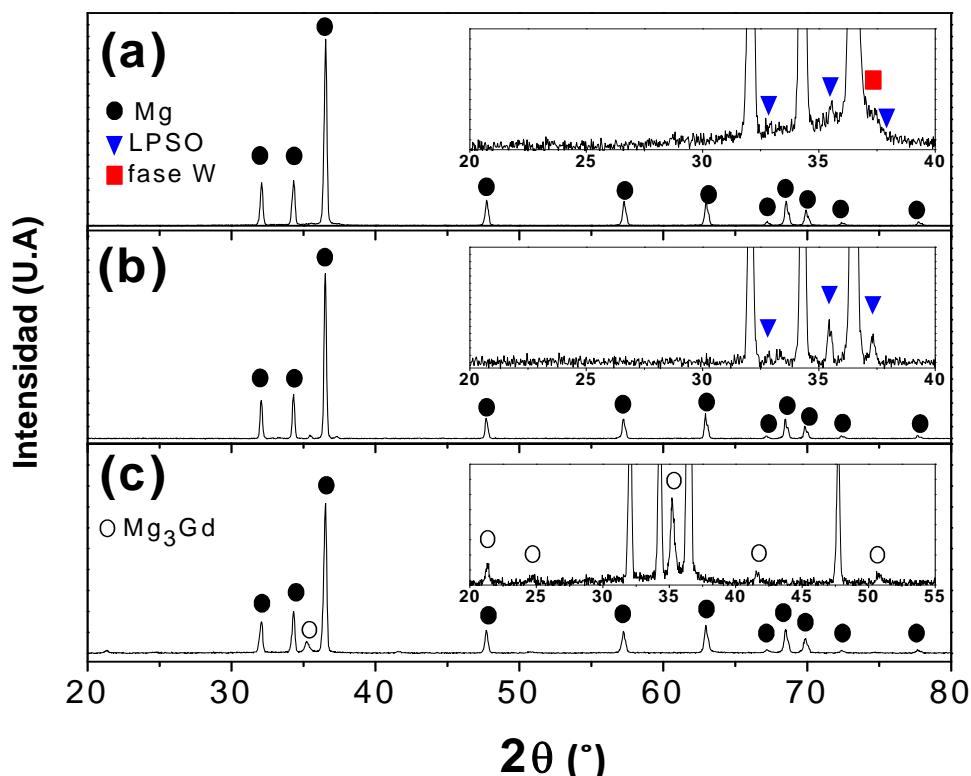 Intensidad (U.A)
(a)
Mg
LPSO
fase W
20 25 30 35 40
(b)
20 25 30 35 40
(c)
Mg3Gd
20 25 30 35 40 45 50 55
20 30 40 50 60 70 80
2θ (°)